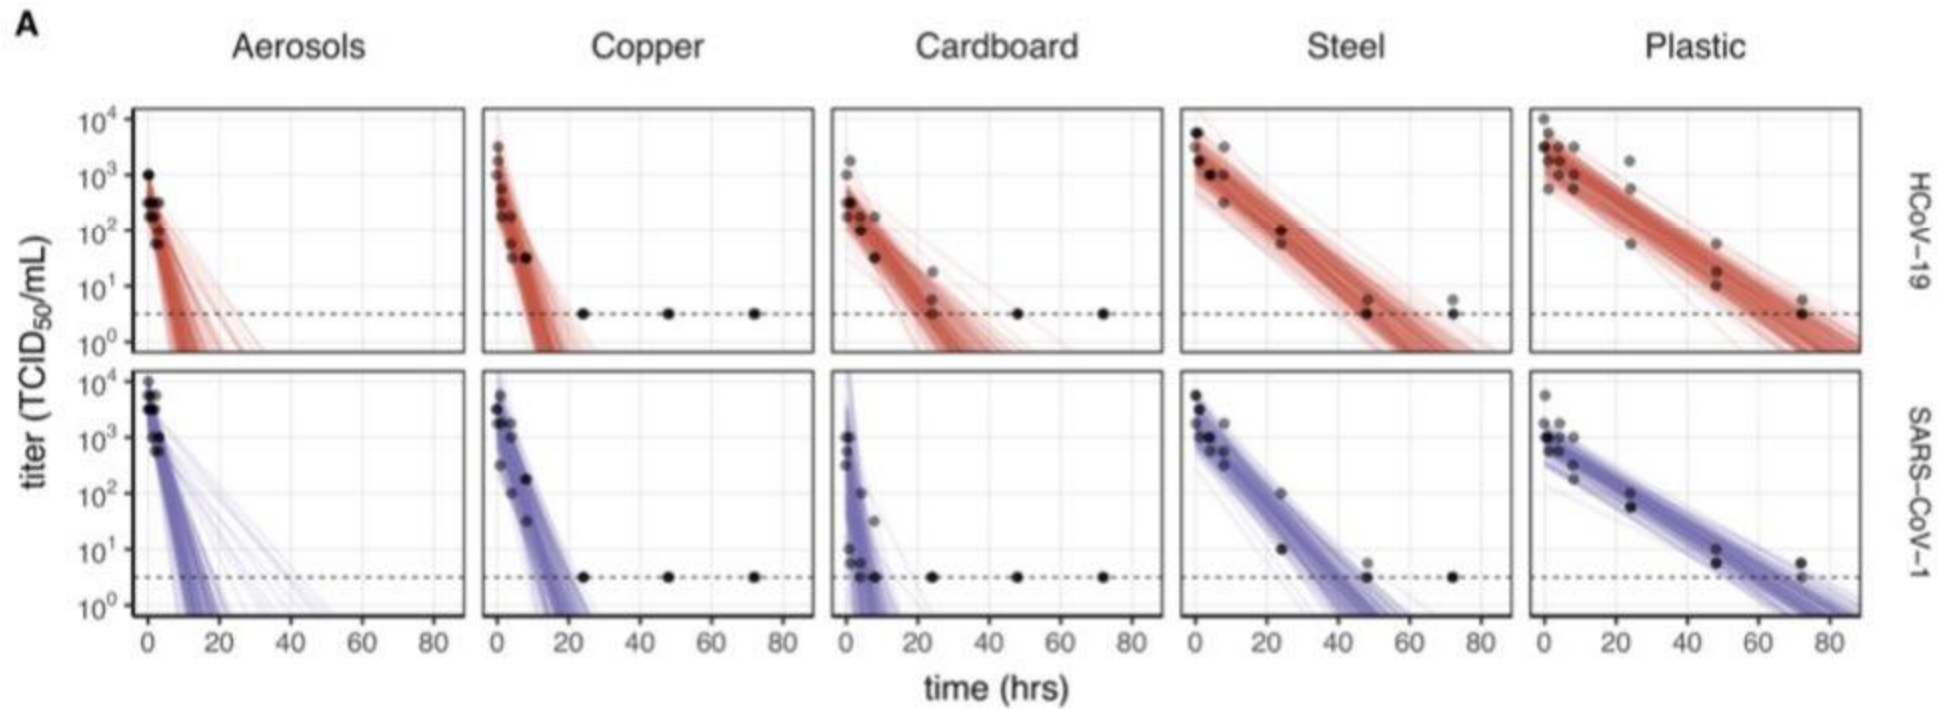 A
Aerosols Copper Cardboard Steel Plastic
10⁴
10³
10²
10¹
10⁰
HCoV-19
10⁴
10³
10²
10¹
10⁰
SARS-CoV-1
titer (TCID₅₀/mL)
0 20 40 60 80 0 20 40 60 80 0 20 40 60 80 0 20 40 60 80 0 20 40 60 80
time (hrs)